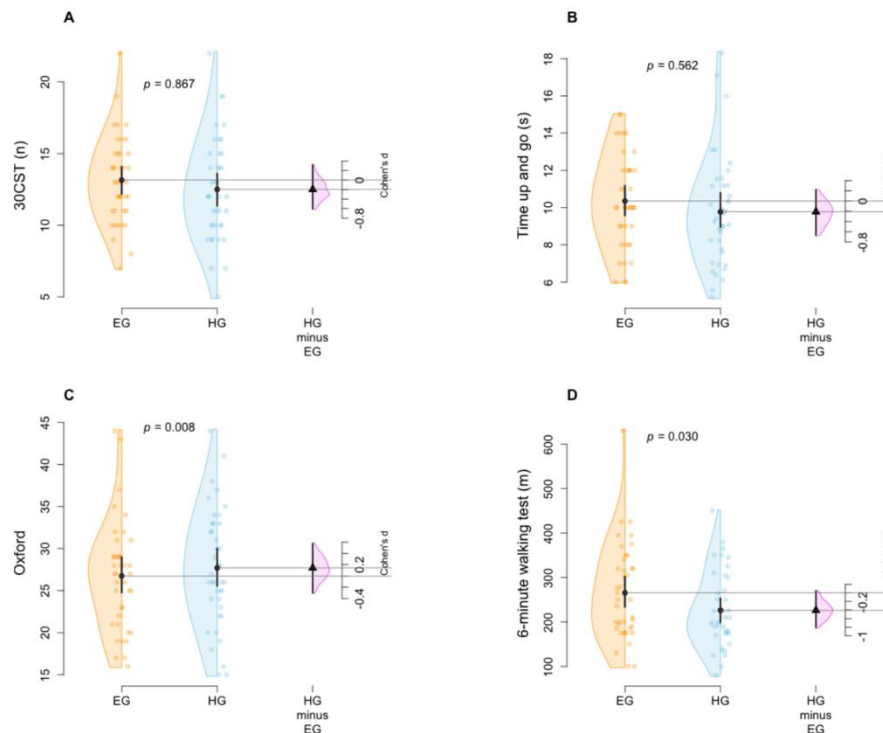 A
p = 0.867
30CST (n)
20
15
10
5
0
-0.8
Cohen's d
EG
HG
HG
minus
EG
B
p = 0.562
Time up and go (s)
18
16
14
12
10
8
6
0
-0.8
EG
HG
HG
minus
EG
C
p = 0.008
Oxford
45
40
35
30
25
20
15
0.2
-0.4
Cohen's d
EG
HG
HG
minus
EG
D
p = 0.030
6-minute walking test (m)
600
500
400
300
200
100
-0.2
-1
EG
HG
HG
minus
EG